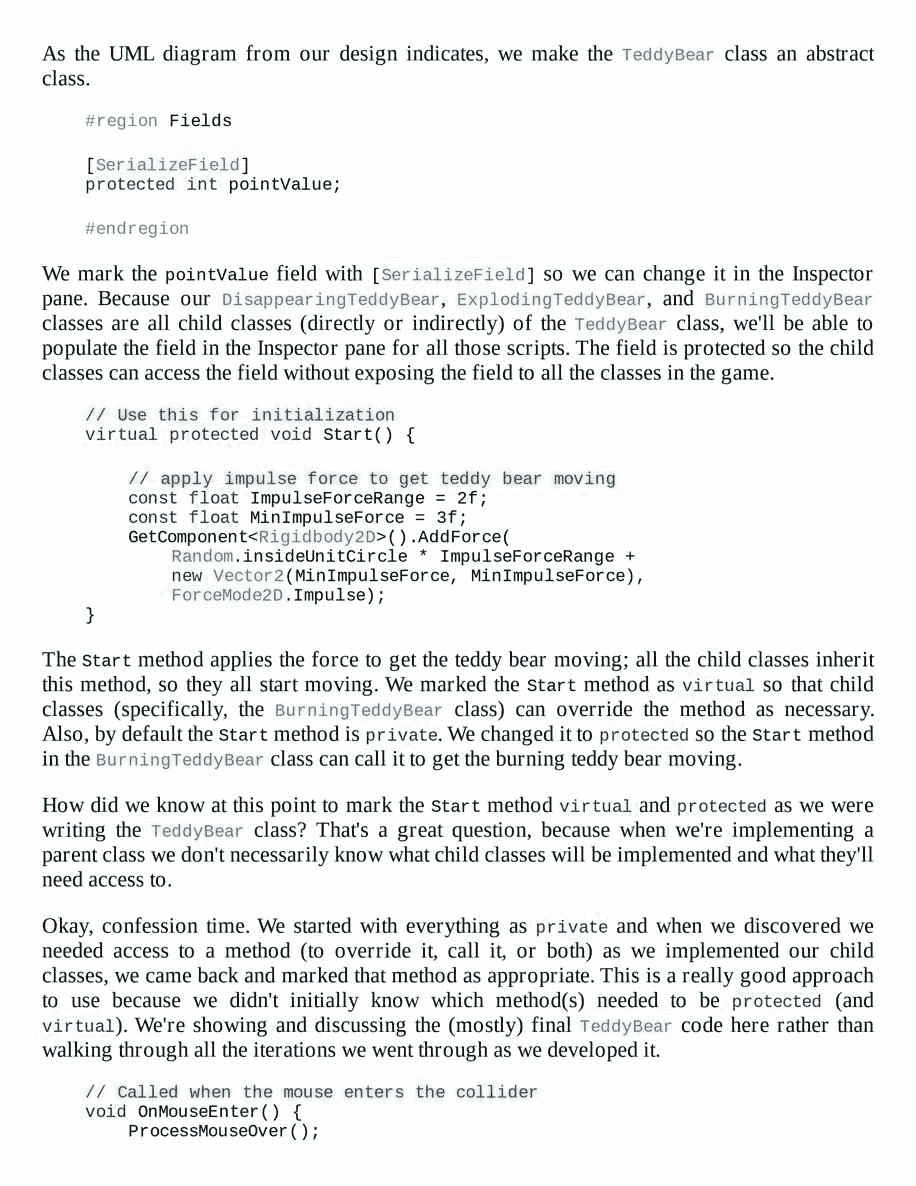 As the UML diagram from our design indicates, we make the TeddyBear class an abstract
class.
#region Fields
[SerializeField]
protected int pointValue;
#endregion
We mark the pointValue field with [SerializeField] so we can change it in the Inspector
pane. Because our DisappearingTeddyBear, ExplodingTeddyBear, and BurningTeddyBear
classes are all child classes (directly or indirectly) of the TeddyBear class, we'll be able to
populate the field in the Inspector pane for all those scripts. The field is protected so the child
classes can access the field without exposing the field to all the classes in the game.
// Use this for initialization
virtual protected void Start() {
// apply impulse force to get teddy bear moving
const float ImpulseForceRange = 2f;
const float MinImpulseForce = 3f;
GetComponent<Rigidbody2D>().AddForce(
Random.insideUnitCircle * ImpulseForceRange +
new Vector2(MinImpulseForce, MinImpulseForce),
ForceMode2D.Impulse);
}
The Start method applies the force to get the teddy bear moving; all the child classes inherit
this method, so they all start moving. We marked the Start method as virtual so that child
classes (specifically, the BurningTeddyBear class) can override the method as necessary.
Also, by default the Start method is private. We changed it to protected so the Start method
in the BurningTeddyBear class can call it to get the burning teddy bear moving.
How did we know at this point to mark the Start method virtual and protected as we were
writing the TeddyBear class? That's a great question, because when we're implementing a
parent class we don't necessarily know what child classes will be implemented and what they'll
need access to.
Okay, confession time. We started with everything as private and when we discovered we
needed access to a method (to override it, call it, or both) as we implemented our child
classes, we came back and marked that method as appropriate. This is a really good approach
to use because we didn't initially know which method(s) needed to be protected (and
virtual). We're showing and discussing the (mostly) final TeddyBear code here rather than
walking through all the iterations we went through as we developed it.
// Called when the mouse enters the collider
void OnMouseEnter() {
ProcessMouseOver();